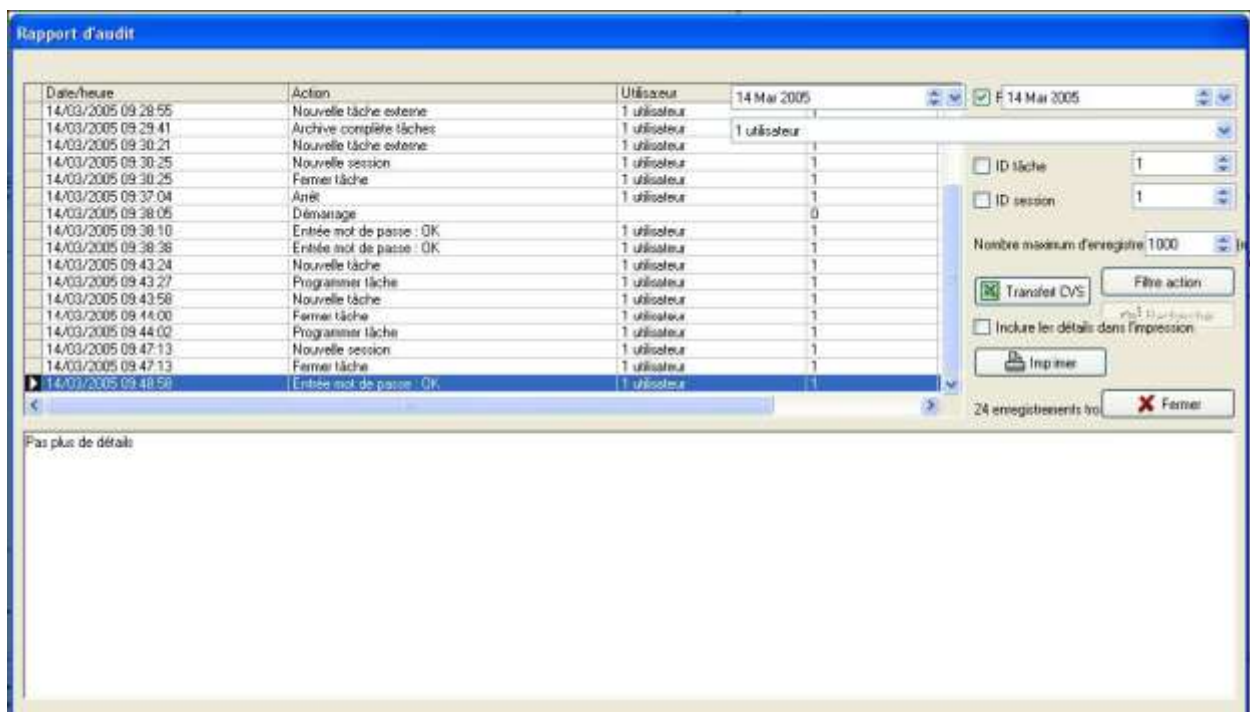 Rapport d'audit
Date/heure Action Utilisateur
14/03/2005 09:28:55 Nouvelle tâche externe 1 utilisateur
14/03/2005 09:29:41 Archive complète tâches 1 utilisateur
14/03/2005 09:30:21 Nouvelle tâche externe 1 utilisateur 1
14/03/2005 09:30:25 Nouvelle session 1 utilisateur 1
14/03/2005 09:30:25 Fermer tâche 1 utilisateur 1
14/03/2005 09:37:04 Arrêt 1 utilisateur 1
14/03/2005 09:38:05 Démarrage 0
14/03/2005 09:38:10 Entrée mot de passe : OK 1 utilisateur 1
14/03/2005 09:38:38 Entrée mot de passe : OK 1 utilisateur 1
14/03/2005 09:43:24 Nouvelle tâche 1 utilisateur 1
14/03/2005 09:43:27 Programmer tâche 1 utilisateur 1
14/03/2005 09:43:58 Nouvelle tâche 1 utilisateur 1
14/03/2005 09:44:00 Fermer tâche 1 utilisateur 1
14/03/2005 09:44:02 Programmer tâche 1 utilisateur 1
14/03/2005 09:47:13 Nouvelle session 1 utilisateur 1
14/03/2005 09:47:13 Fermer tâche 1 utilisateur 1
14/03/2005 09:48:58 Entrée mot de passe : OK 1 utilisateur 1
14 Mar 2005
F 14 Mar 2005
1 utilisateur
ID tâche 1
ID session 1
Nombre maximum d'enregistre 1000
Transfert CVS
Filtre action
Rechercher
Inclure les détails dans l'impression
Imprimer
24 enregistrements tro
Fermer
Pas plus de détails